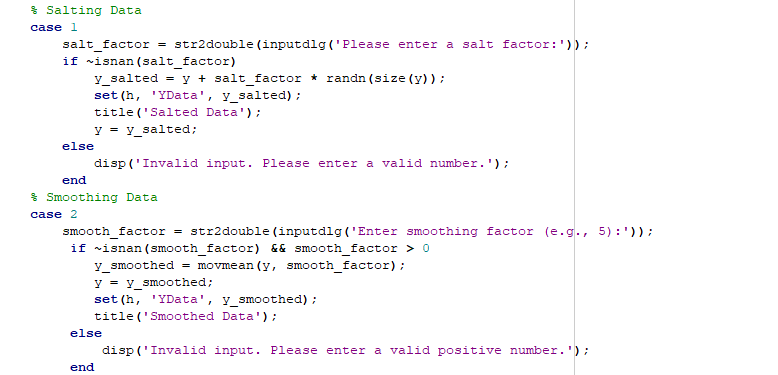 % Salting Data
case 1
    salt_factor = str2double(inputdlg('Please enter a salt factor:'));
    if ~isnan(salt_factor)
        y_salted = y + salt_factor * randn(size(y));
        set(h, 'YData', y_salted);
        title('Salted Data');
        y = y_salted;
    else
        disp('Invalid input. Please enter a valid number.');
    end
% Smoothing Data
case 2
    smooth_factor = str2double(inputdlg('Enter smoothing factor (e.g., 5):'));
     if ~isnan(smooth_factor) && smooth_factor > 0
        y_smoothed = movmean(y, smooth_factor);
        y = y_smoothed;
        set(h, 'YData', y_smoothed);
        title('Smoothed Data');
     else
         disp('Invalid input. Please enter a valid positive number.');
     end